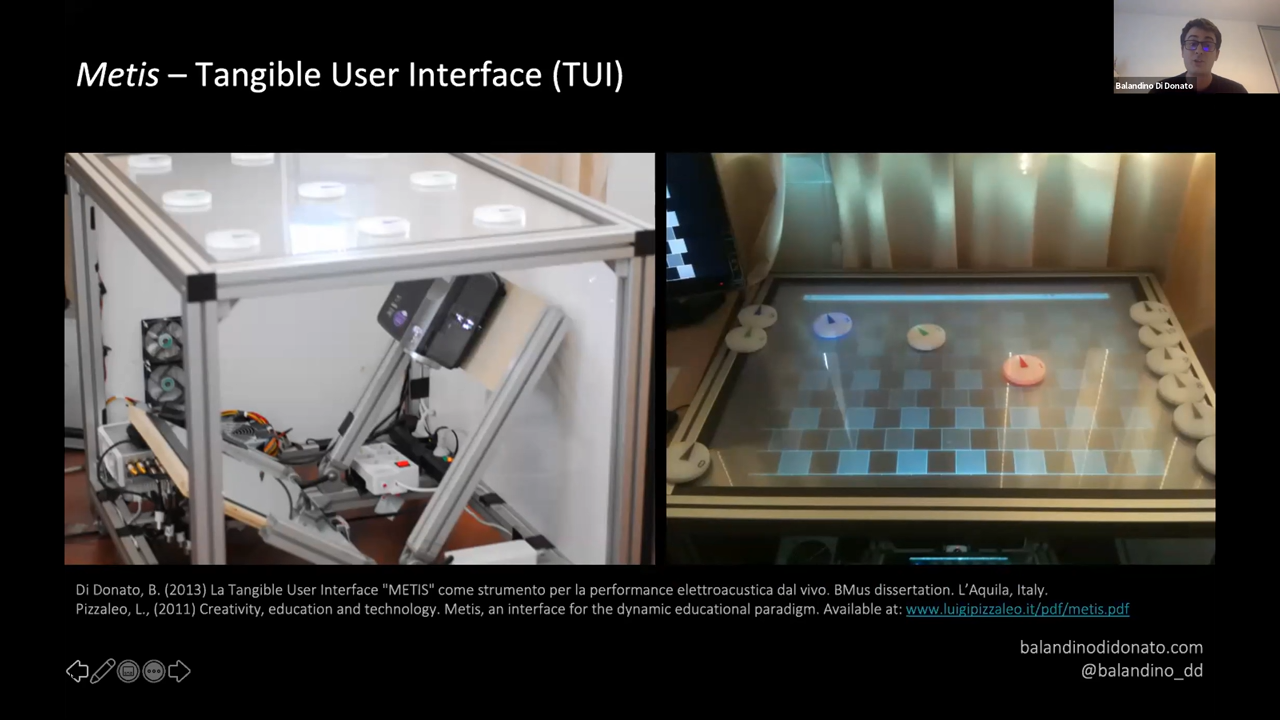 Metis – Tangible User Interface (TUI)
Balandino Di Donato
Di Donato, B. (2013) La Tangible User Interface "METIS" come strumento per la performance elettroacustica dal vivo. BMus dissertation. L’Aquila, Italy.
Pizzaleo, L., (2011) Creativity, education and technology. Metis, an interface for the dynamic educational paradigm. Available at: www.luigipizzaleo.it/pdf/metis.pdf
balandinodidonato.com
@balandino_dd